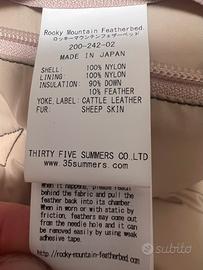 Rocky Mountain Featherbed.
ロッキーマウンテンフェザーベッド
200-242-02
MADE IN JAPAN
SHELL: 100% NYLON
LINING: 100% NYLON
INSULATION: 90% DOWN
10% FEATHER
YOKE, LABEL: CATTLE LEATHER
FUR: SHEEP SKIN
THIRTY FIVE SUMMERS CO.LTD
www.35summers.com
When it happens, please reach
behind the fabric and pull the
feather back into its chamber.
When in worn or with static by
friction, feathers may come out
from the needle hole and it can
be removed easily by using weak
adhesive tape.
http://rocky-mountain-featherbed.com
subito